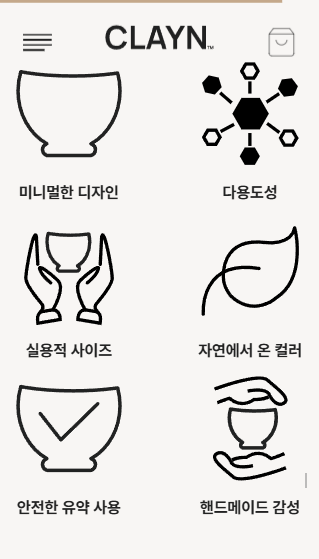 CLAYN™
미니멀한 디자인
다용도성
실용적 사이즈
자연에서 온 컬러
안전한 유약 사용
핸드메이드 감성